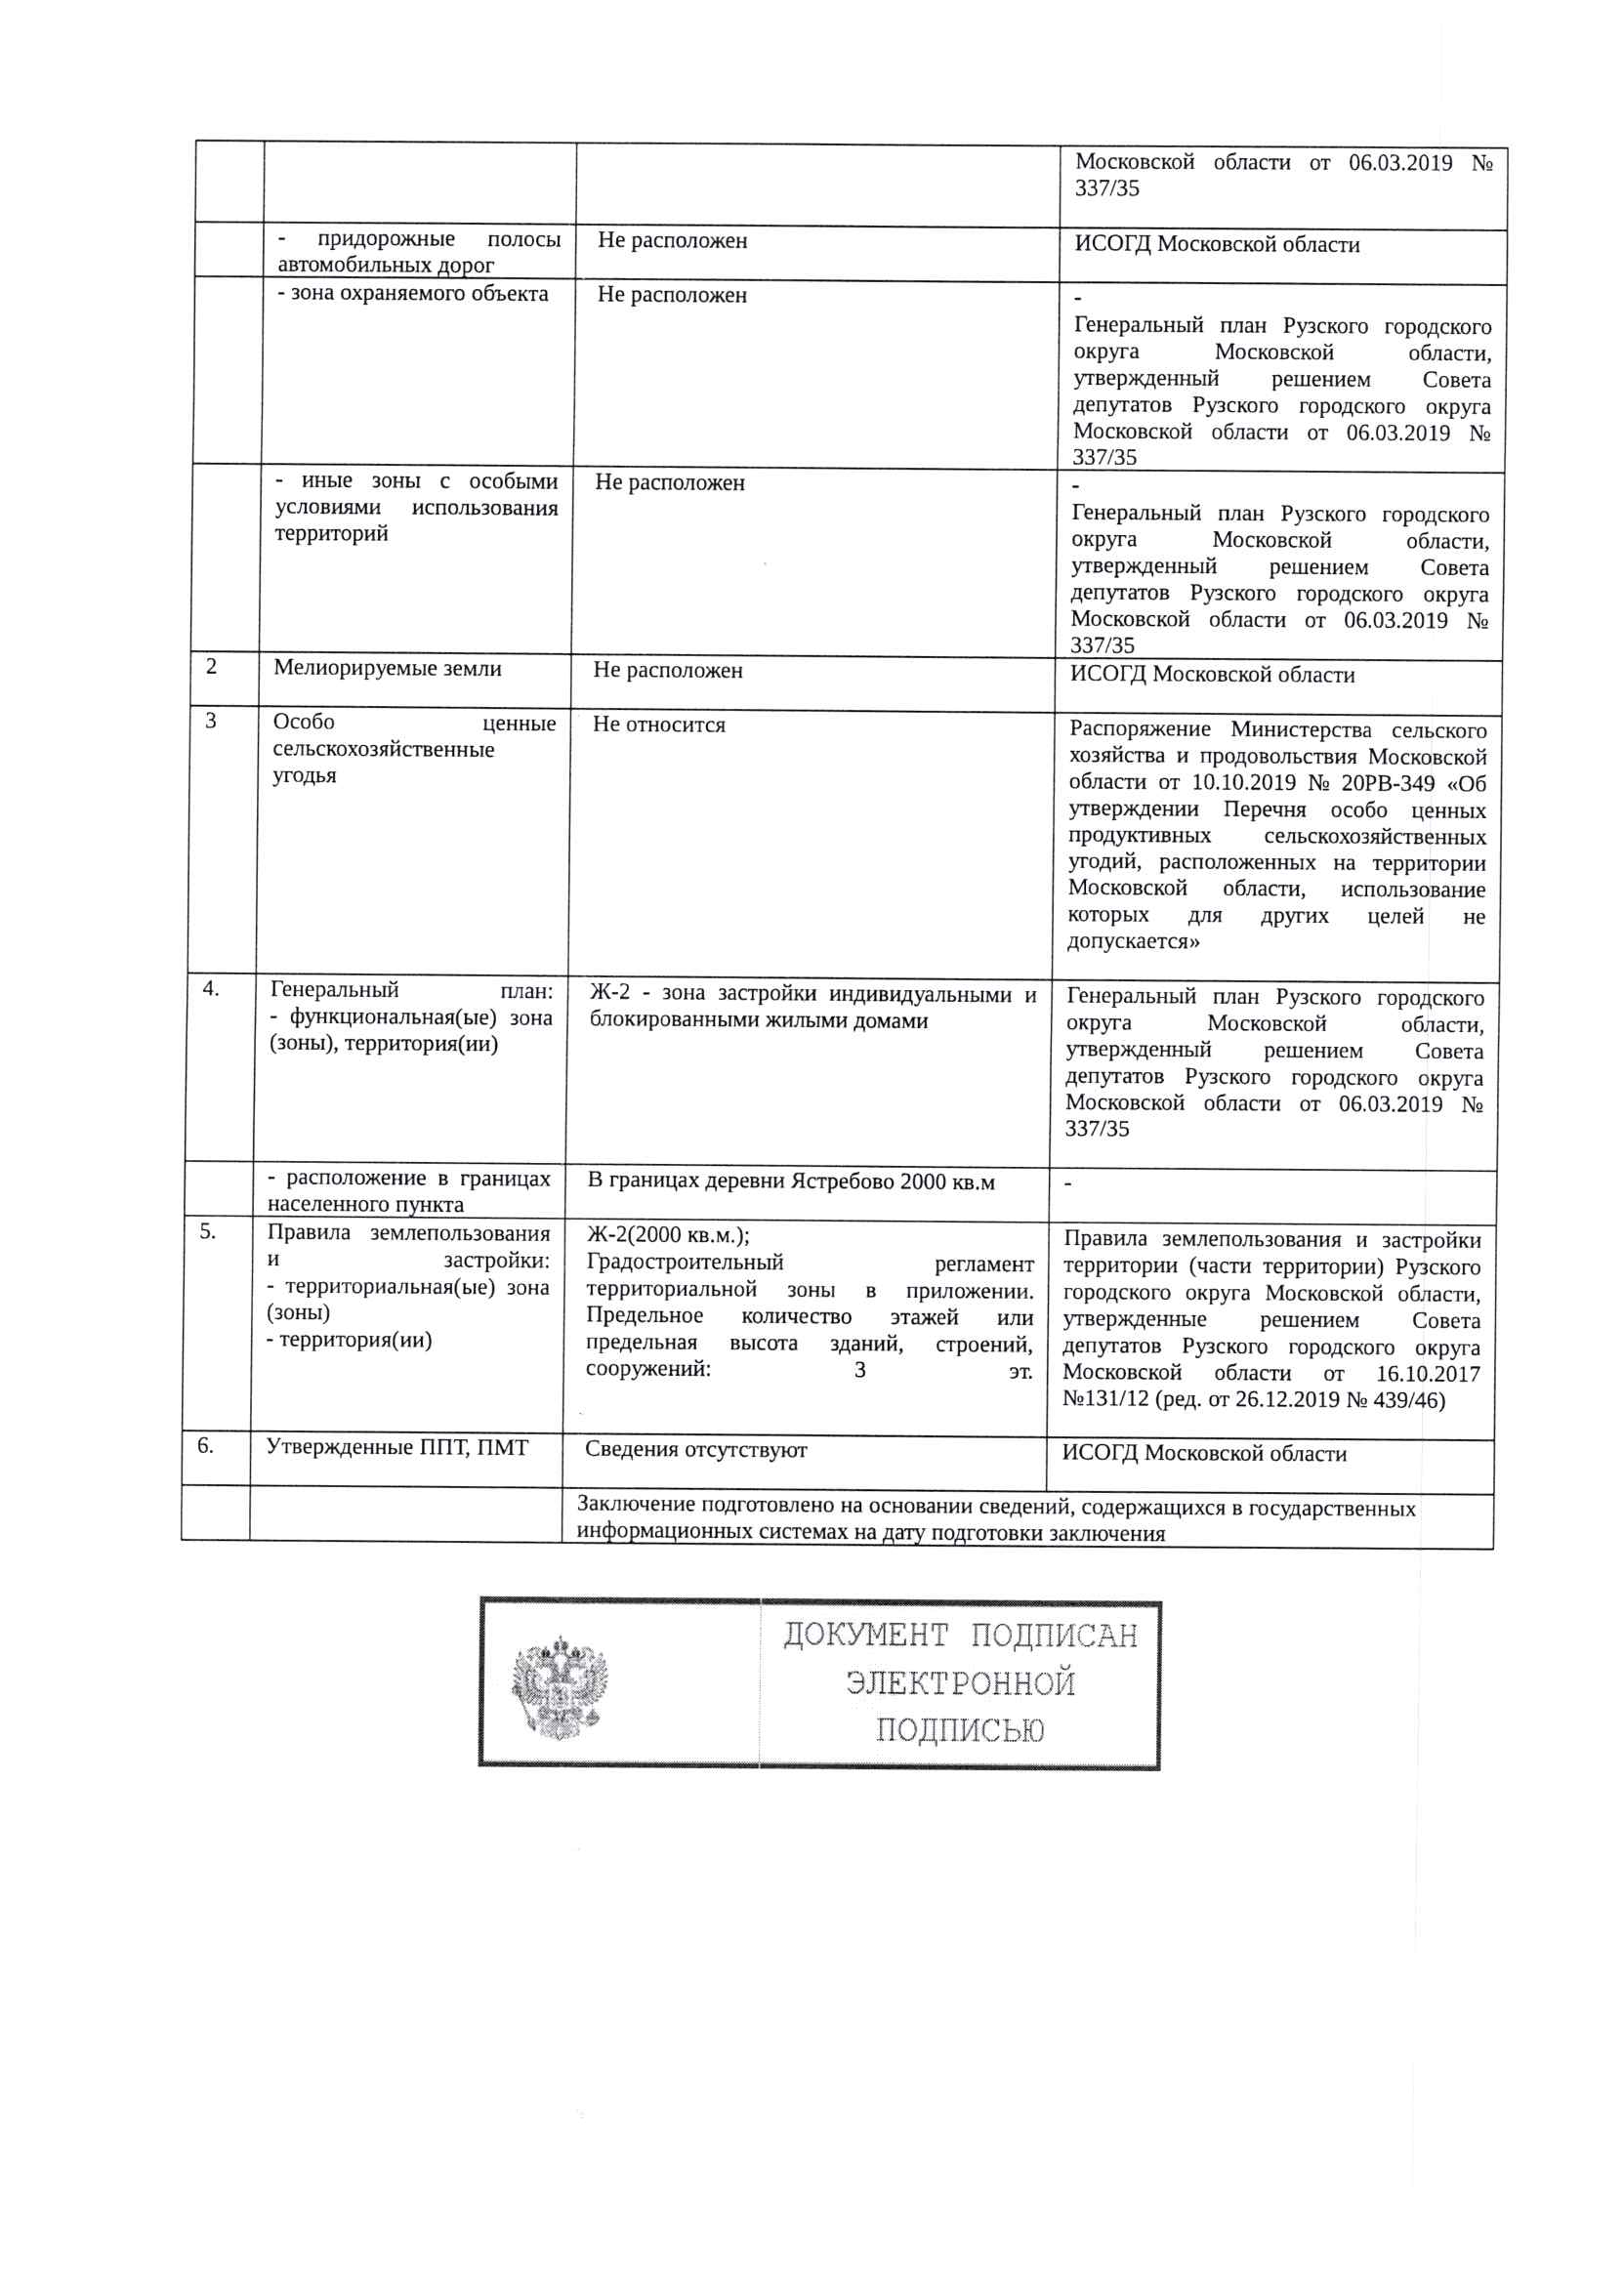 Московской области от 06.03.2019 №
337/35
- придорожные полосы
автомобильных дорог
Не расположен
ИСОГД Московской области
- зона охраняемого объекта
Не расположен
-
Генеральный план Рузского городского
округа Московской области,
утвержденный решением Совета
депутатов Рузского городского округа
Московской области от 06.03.2019 №
337/35
- иные зоны с особыми
условиями использования
территорий
Не расположен
-
Генеральный план Рузского городского
округа Московской области,
утвержденный решением Совета
депутатов Рузского городского округа
Московской области от 06.03.2019 №
337/35
2
Мелиорируемые земли
Не расположен
ИСОГД Московской области
3
Особо ценные
сельскохозяйственные
угодья
Не относится
Распоряжение Министерства сельского
хозяйства и продовольствия Московской
области от 10.10.2019 № 20РВ-349 «Об
утверждении Перечня особо ценных
продуктивных сельскохозяйственных
угодий, расположенных на территории
Московской области, использование
которых для других целей не
допускается»
4.
Генеральный план:
- функциональная(ые) зона
(зоны), территория(ии)
Ж-2 - зона застройки индивидуальными и
блокированными жилыми домами
Генеральный план Рузского городского
округа Московской области,
утвержденный решением Совета
депутатов Рузского городского округа
Московской области от 06.03.2019 №
337/35
- расположение в границах
населенного пункта
В границах деревни Ястребово 2000 кв.м
-
5.
Правила землепользования
и застройки:
- территориальная(ые) зона
(зоны)
- территория(ии)
Ж-2(2000 кв.м.);
Градостроительный регламент
территориальной зоны в приложении.
Предельное количество этажей или
предельная высота зданий, строений,
сооружений: 3 эт.
Правила землепользования и застройки
территории (части территории) Рузского
городского округа Московской области,
утвержденные решением Совета
депутатов Рузского городского округа
Московской области от 16.10.2017
№131/12 (ред. от 26.12.2019 № 439/46)
6.
Утвержденные ППТ, ПМТ
Сведения отсутствуют
ИСОГД Московской области
Заключение подготовлено на основании сведений, содержащихся в государственных
информационных системах на дату подготовки заключения
ДОКУМЕНТ ПОДПИСАН
ЭЛЕКТРОННОЙ
ПОДПИСЬЮ